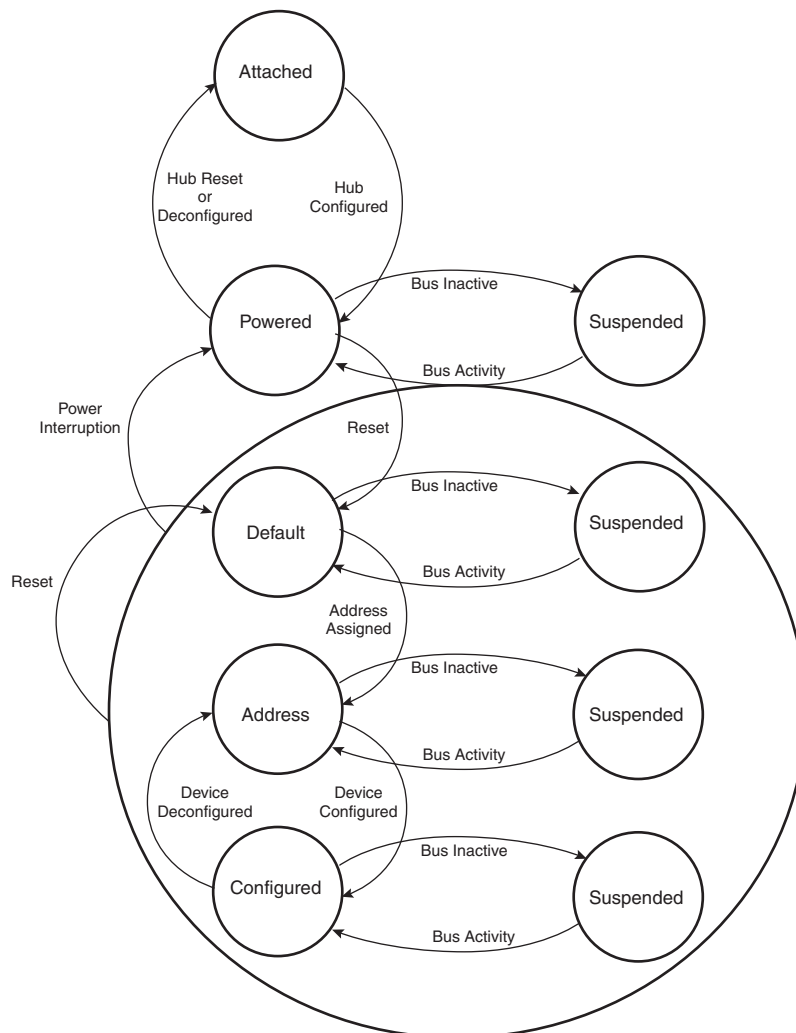 Attached
Hub Reset
or
Deconfigured
Hub
Configured
Bus Inactive
Powered
Suspended
Bus Activity
Power
Interruption
Reset
Bus Inactive
Default
Suspended
Bus Activity
Reset
Address
Assigned
Bus Inactive
Address
Suspended
Bus Activity
Device
Deconfigured
Device
Configured
Bus Inactive
Configured
Suspended
Bus Activity